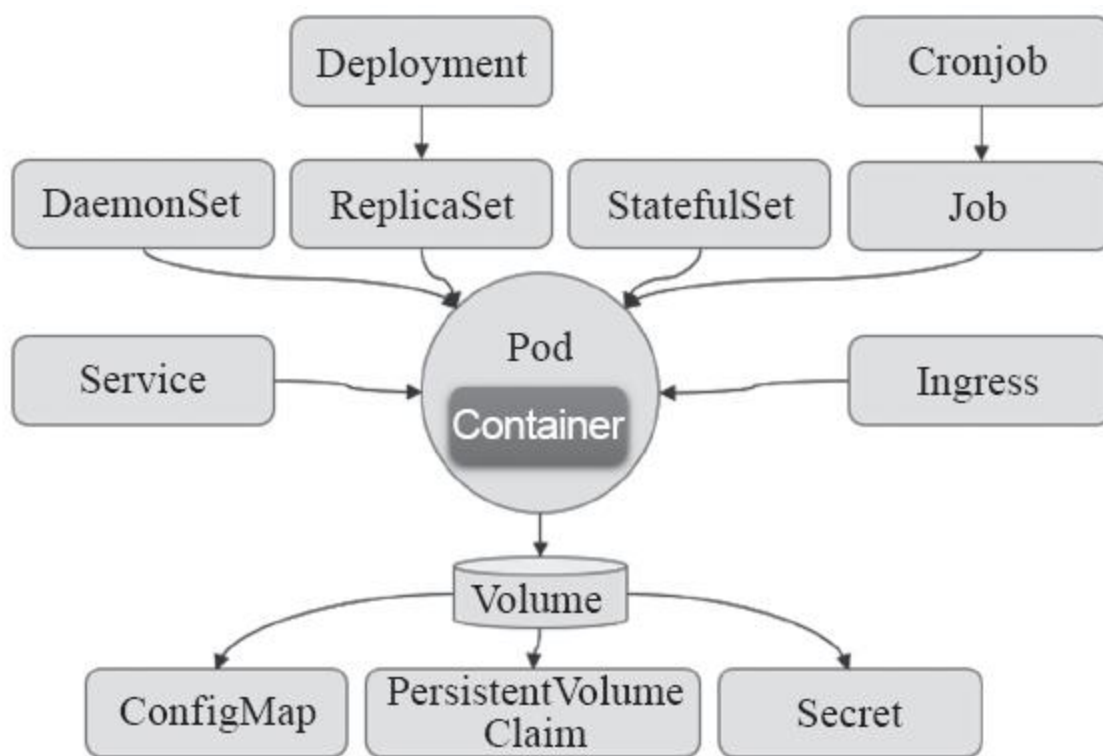 Deployment
Cronjob
DaemonSet
ReplicaSet
StatefulSet
Job
Pod
Service
Container
Ingress
Volume
ConfigMap
PersistentVolume
Claim
Secret